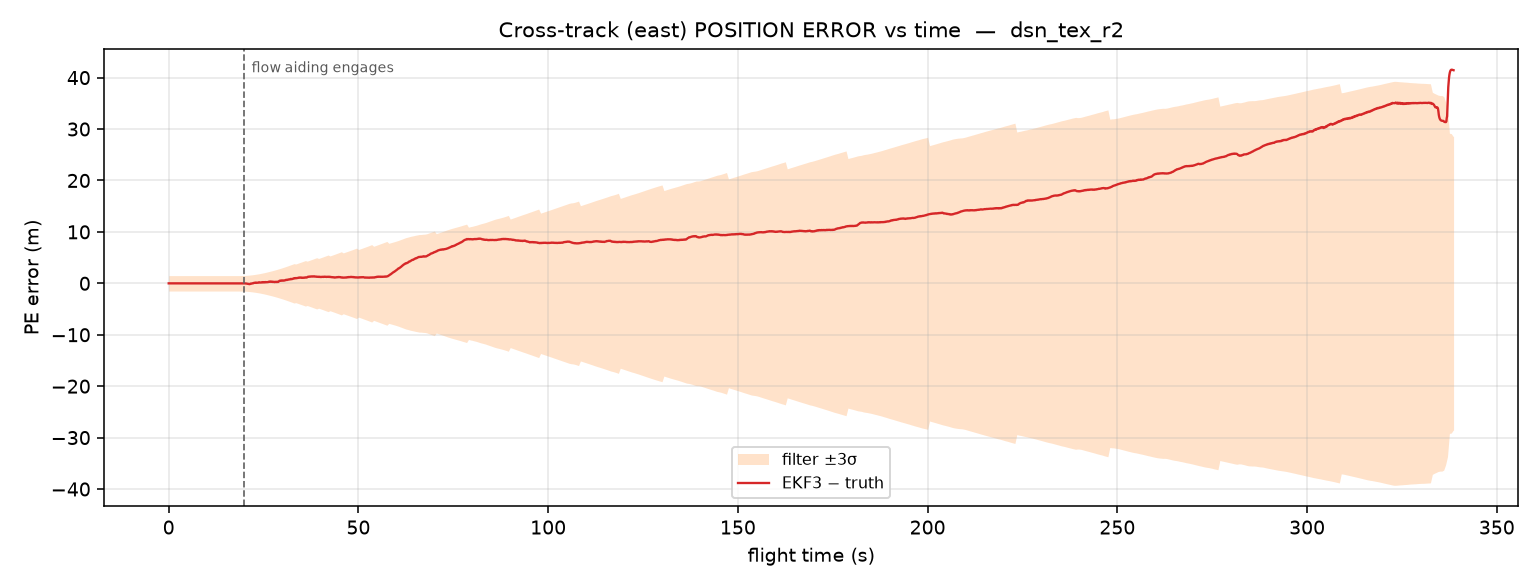 Cross-track (east) POSITION ERROR vs time — dsn_tex_r2
flow aiding engages
PE error (m)
40
30
20
10
0
−10
−20
−30
−40
filter ±3σ
EKF3 − truth
0 50 100 150 200 250 300 350
flight time (s)